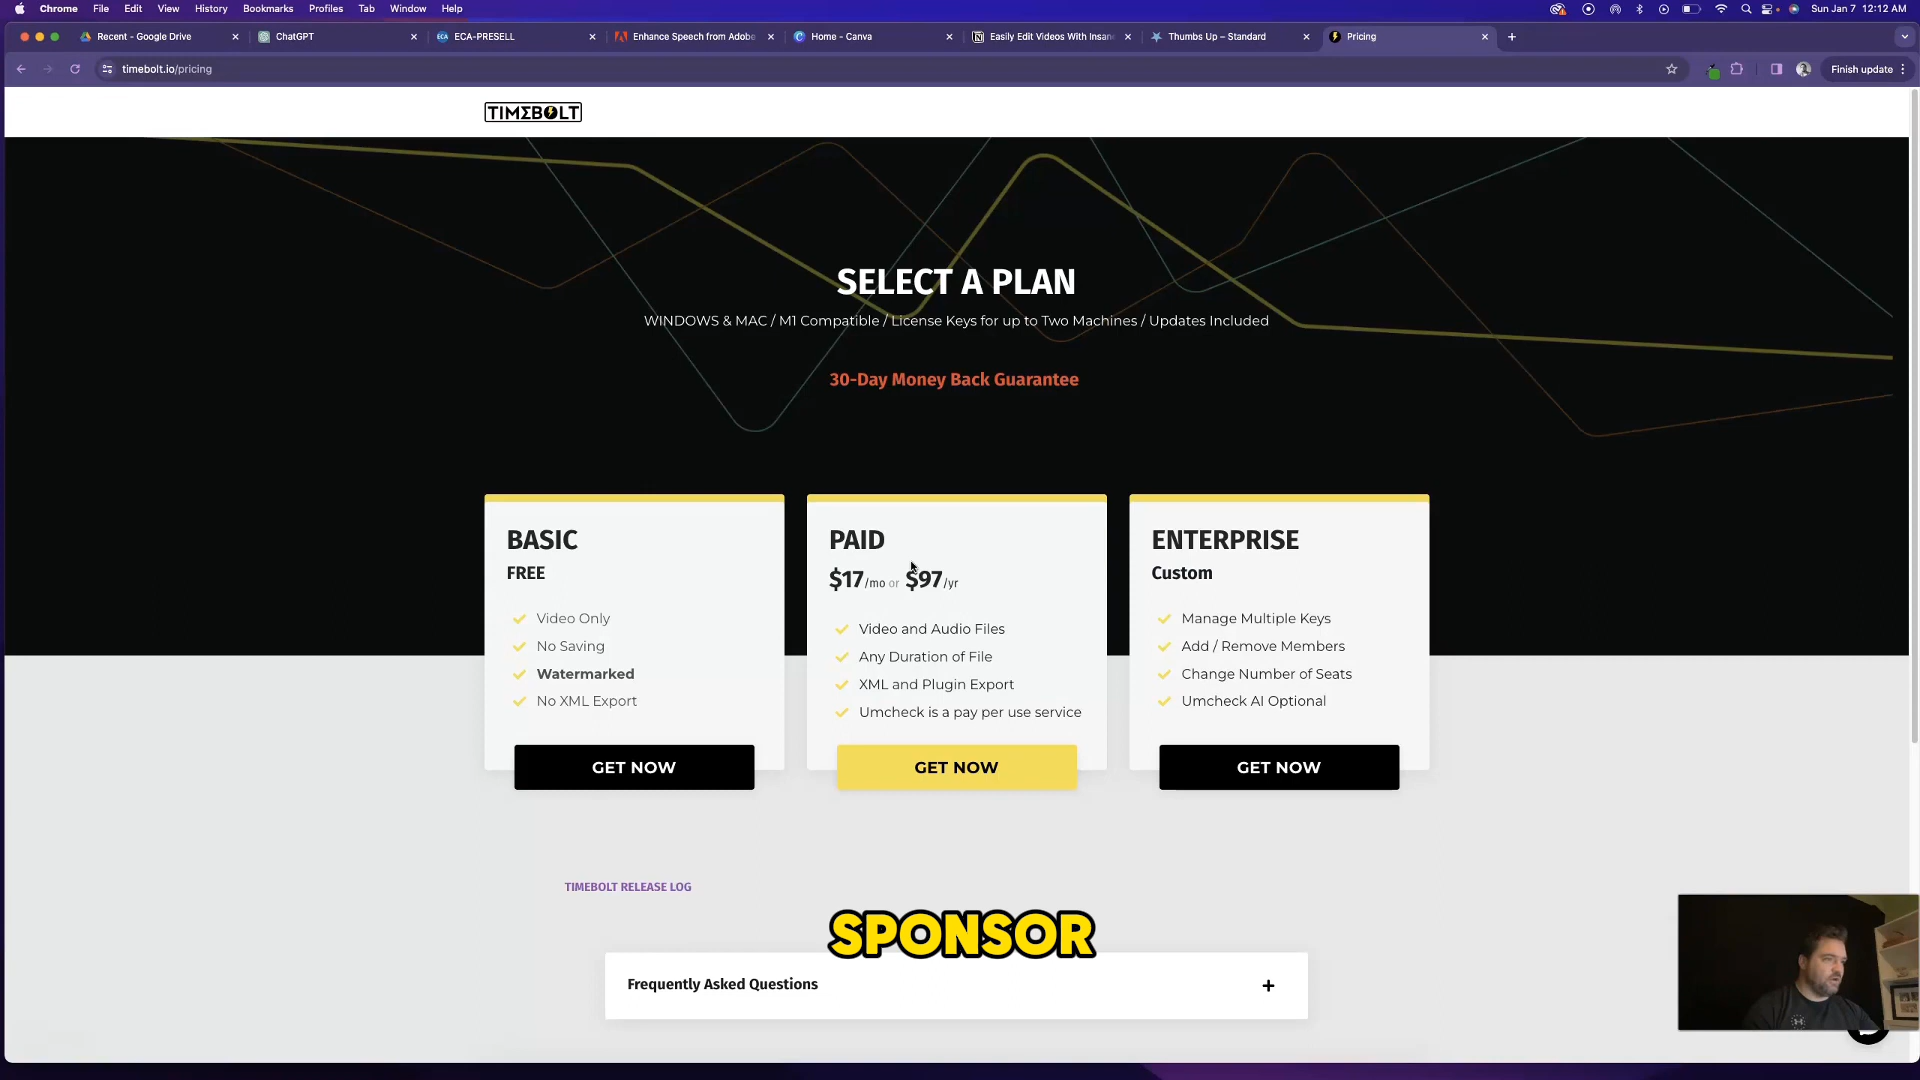 Chrome File Edit View History Bookmarks Profiles Tab Window Help
Sun Jan 7 12:12 AM
Recent - Google Drive
ChatGPT
ECA-PRESELL
Enhance Speech from Adobe
Home - Canva
Easily Edit Videos With Insan
Thumbs Up – Standard
Pricing
timebolt.io/pricing
Finish update
TIMEBOLT
SELECT A PLAN
WINDOWS & MAC / M1 Compatible / License Keys for up to Two Machines / Updates Included
30-Day Money Back Guarantee
BASIC
FREE
Video Only
No Saving
Watermarked
No XML Export
GET NOW
PAID
$17/mo or $97/yr
Video and Audio Files
Any Duration of File
XML and Plugin Export
Umcheck is a pay per use service
GET NOW
ENTERPRISE
Custom
Manage Multiple Keys
Add / Remove Members
Change Number of Seats
Umcheck AI Optional
GET NOW
TIMEBOLT RELEASE LOG
SPONSOR
Frequently Asked Questions